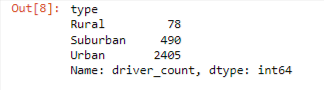 Out[8]: type
Rural 78
Suburban 490
Urban 2405
Name: driver_count, dtype: int64